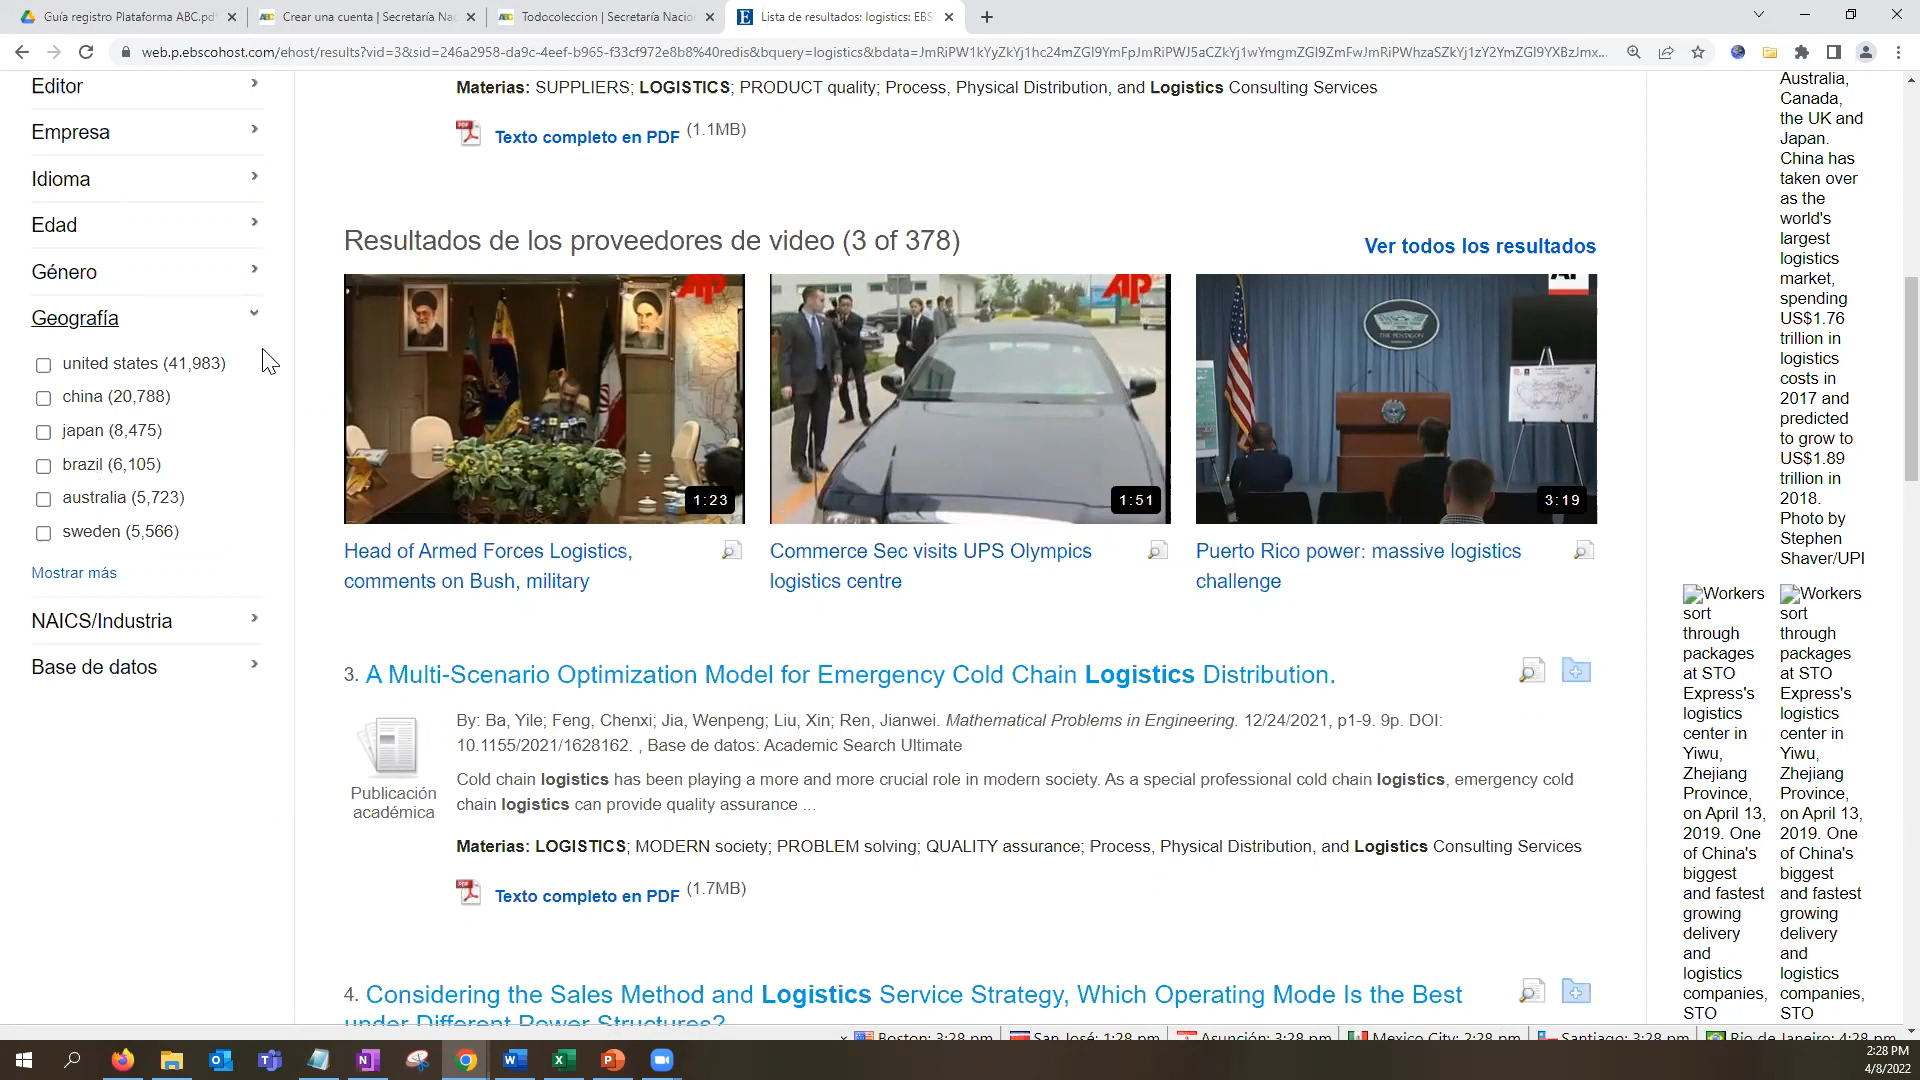 Guía registro Plataforma ABC.pdf
Crear una cuenta | Secretaría Nac
Todocoleccion | Secretaría Nacio
Lista de resultados: logistics: EBS
web.p.ebscohost.com/ehost/results?vid=3&sid=246a2958-da9c-4eef-b965-f33cf972e8b8%40redis&bquery=logistics&bdata=JmRiPW1kYyZkYj1hc24mZGI9YmFpJmRiPWJ5aCZkYj1wYmgmZGI9ZmFwJmRiPWhzaSZkYj1zY2YmZGI9YXBzJmx...
Editor
Empresa
Idioma
Edad
Género
Geografía
united states (41,983)
china (20,788)
japan (8,475)
brazil (6,105)
australia (5,723)
sweden (5,566)
Mostrar más
NAICS/Industria
Base de datos
Materias: SUPPLIERS; LOGISTICS; PRODUCT quality; Process, Physical Distribution, and Logistics Consulting Services
Texto completo en PDF (1.1MB)
Resultados de los proveedores de video (3 of 378)
Ver todos los resultados
AP
1:23
AP
1:51
AP
THE PENTAGON
3:19
Head of Armed Forces Logistics,
comments on Bush, military
Commerce Sec visits UPS Olympics
logistics centre
Puerto Rico power: massive logistics
challenge
3. A Multi-Scenario Optimization Model for Emergency Cold Chain Logistics Distribution.
Publicación
académica
By: Ba, Yile; Feng, Chenxi; Jia, Wenpeng; Liu, Xin; Ren, Jianwei. Mathematical Problems in Engineering. 12/24/2021, p1-9. 9p. DOI:
10.1155/2021/1628162. , Base de datos: Academic Search Ultimate
Cold chain logistics has been playing a more and more crucial role in modern society. As a special professional cold chain logistics, emergency cold
chain logistics can provide quality assurance ...
Materias: LOGISTICS; MODERN society; PROBLEM solving; QUALITY assurance; Process, Physical Distribution, and Logistics Consulting Services
Texto completo en PDF (1.7MB)
4. Considering the Sales Method and Logistics Service Strategy, Which Operating Mode Is the Best
under Different Power Structures?
Australia,
Canada,
the UK and
Japan.
China has
taken over
as the
world's
largest
logistics
market,
spending
US$1.76
trillion in
logistics
costs in
2017 and
predicted
to grow to
US$1.89
trillion in
2018.
Photo by
Stephen
Shaver/UPI
Workers
sort
through
packages
at STO
Express's
logistics
center in
Yiwu,
Zhejiang
Province,
on April 13,
2019. One
of China's
biggest
and fastest
growing
delivery
and
logistics
companies,
STO
Workers
sort
through
packages
at STO
Express's
logistics
center in
Yiwu,
Zhejiang
Province,
on April 13,
2019. One
of China's
biggest
and fastest
growing
delivery
and
logistics
companies,
STO
Boston: 3:28 pm
San José: 1:28 pm
Asunción: 3:28 pm
Mexico City: 2:28 pm
Santiago: 3:28 pm
Rio de Janeiro: 4:28 pm
2:28 PM
4/8/2022